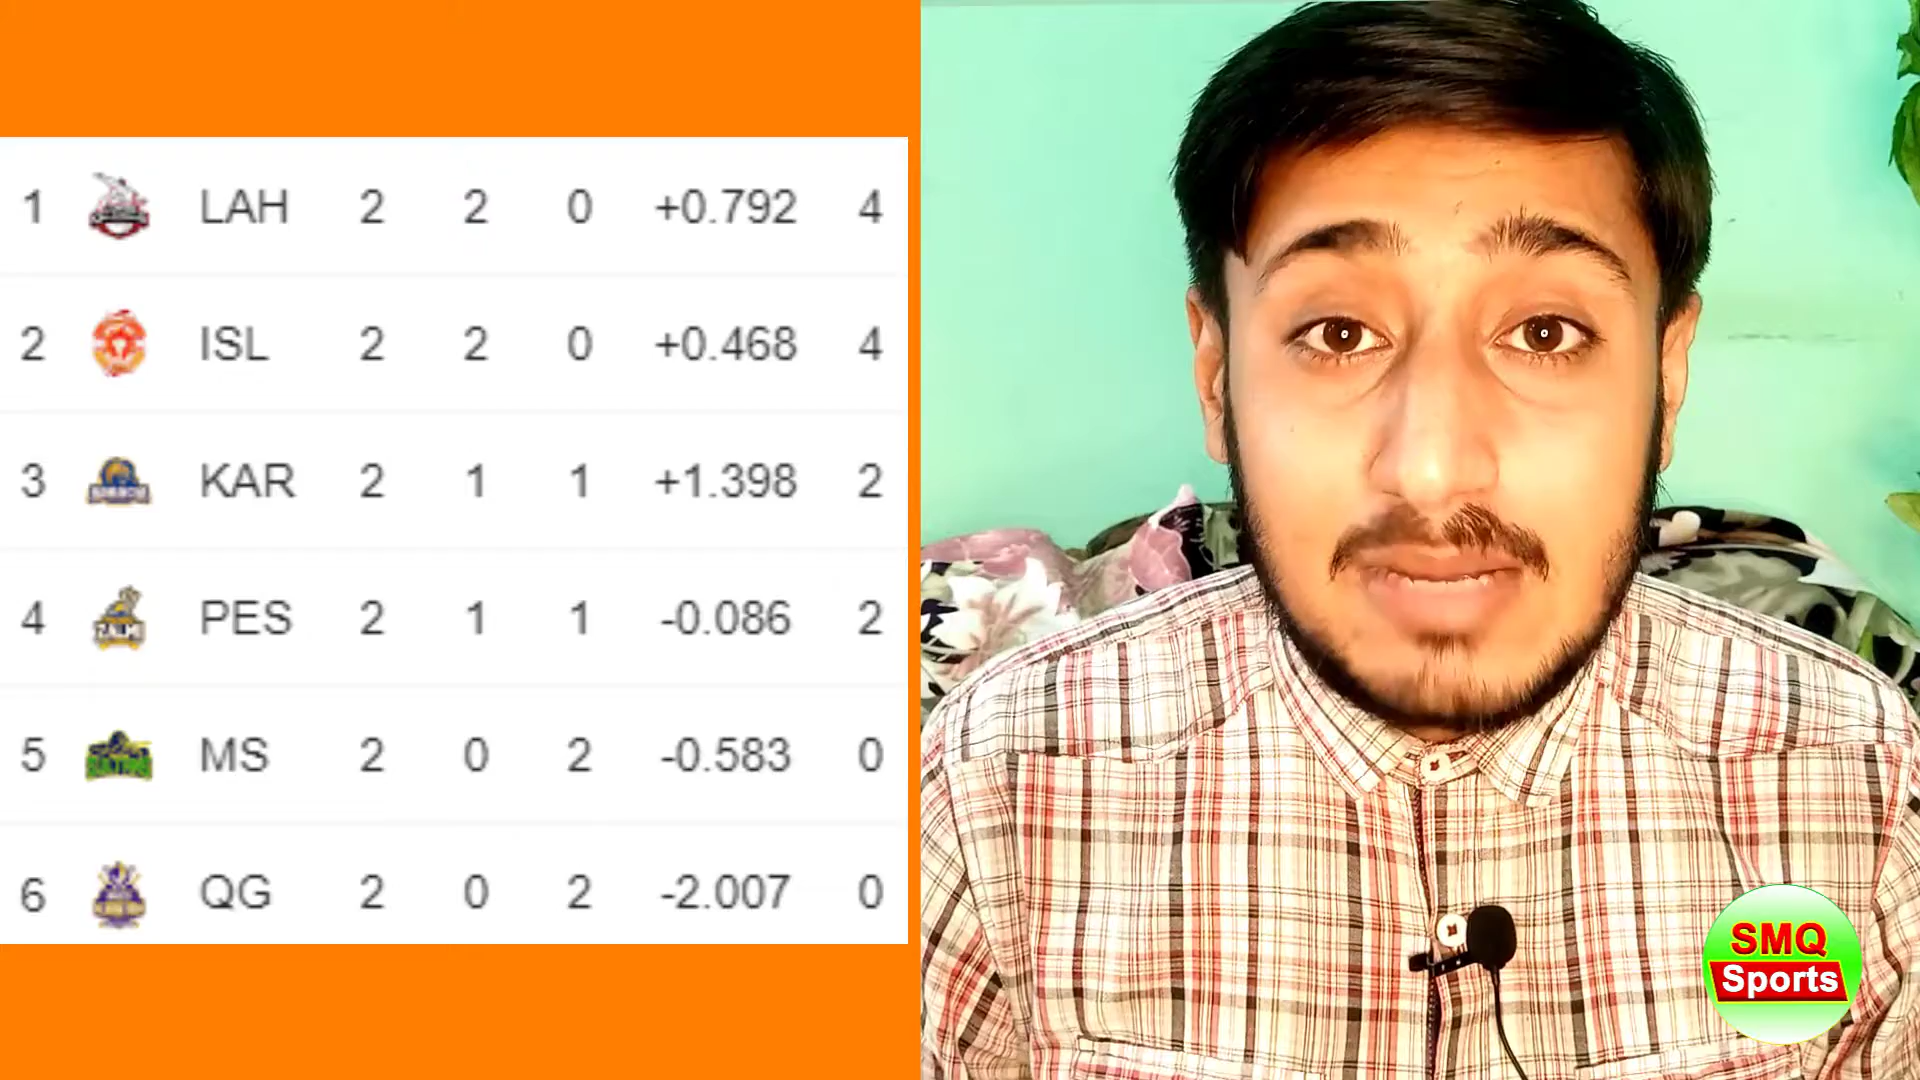 1 LAH 2 2 0 +0.792 4
2 ISL 2 2 0 +0.468 4
3 KAR 2 1 1 +1.398 2
4 ZALMI PES 2 1 1 -0.086 2
5 MS 2 0 2 -0.583 0
6 QG 2 0 2 -2.007 0
SMQ
Sports